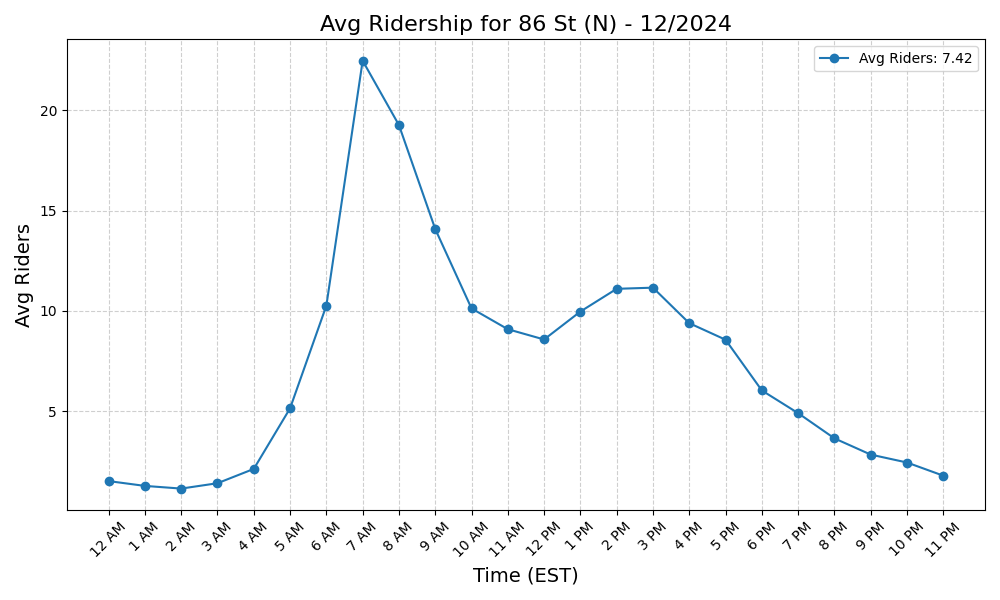 Avg Ridership for 86 St (N) - 12/2024
Avg Riders: 7.42
Avg Riders
20
15
10
5
12 AM
1 AM
2 AM
3 AM
4 AM
5 AM
6 AM
7 AM
8 AM
9 AM
10 AM
11 AM
12 PM
1 PM
2 PM
3 PM
4 PM
5 PM
6 PM
7 PM
8 PM
9 PM
10 PM
11 PM
Time (EST)